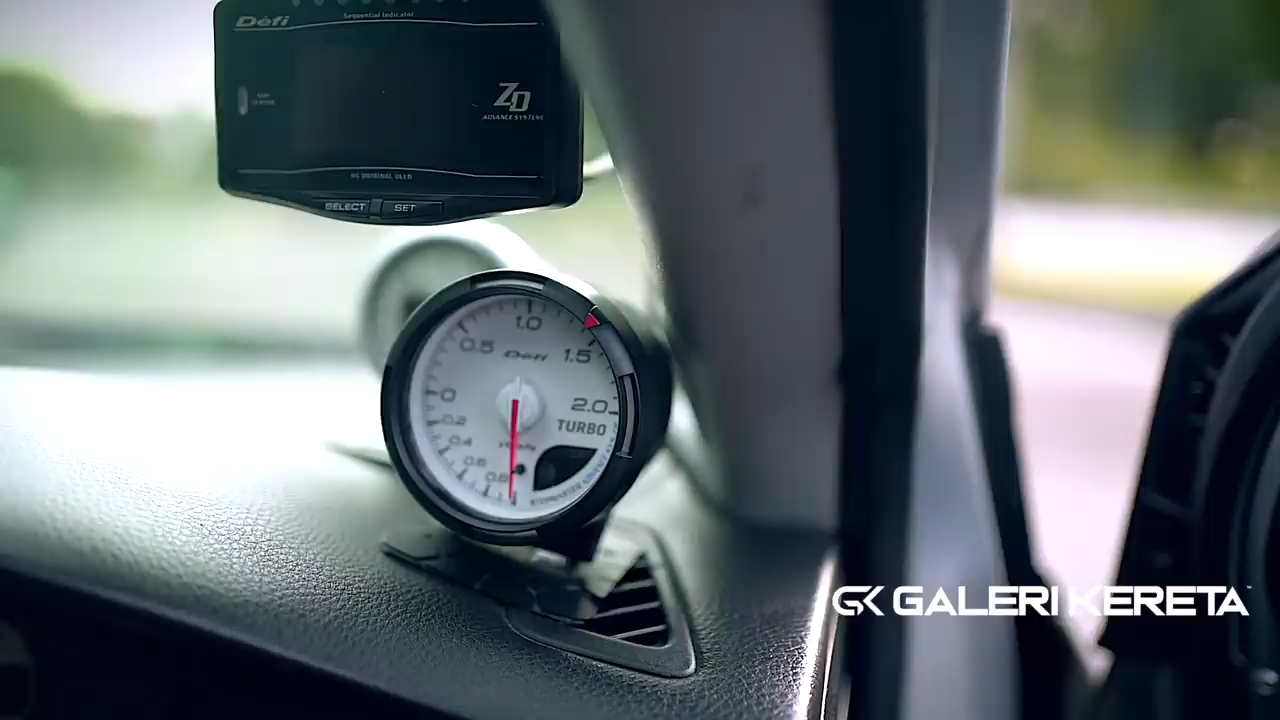 Defi
Sequential Indicator
ZD
ADVANCE SYSTEM
SELECT
SET
1.0
0.5
Defi
1.5
0
2.0
0.2
TURBO
0.4
0.6
0.8
GK GALERI KERETA